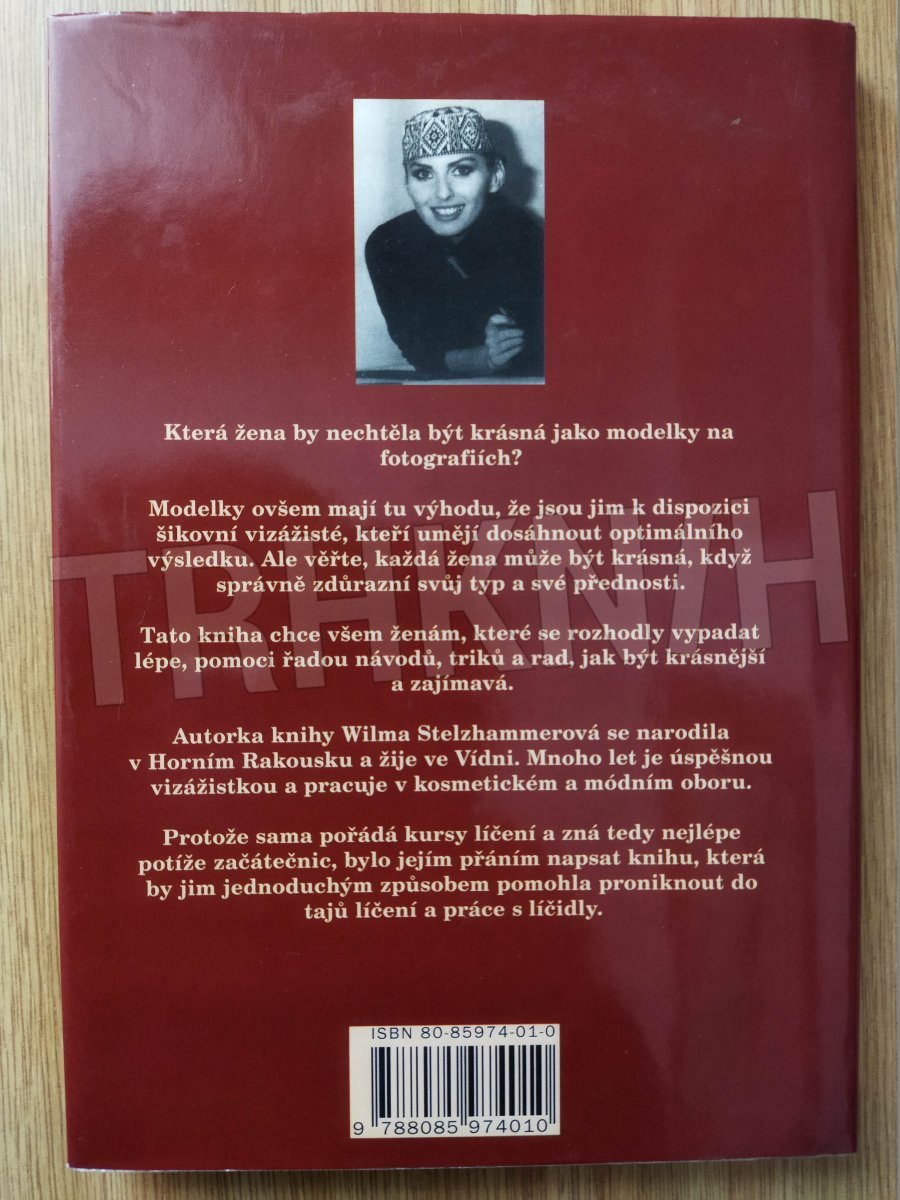 Která žena by nechtěla být krásná jako modelky na
fotografiích?
Modelky ovšem mají tu výhodu, že jsou jim k dispozici
šikovní vizážisté, kteří umějí dosáhnout optimálního
výsledku. Ale věřte, každá žena může být krásná, když
správně zdůrazní svůj typ a své přednosti.
TRHKNIH
Tato kniha chce všem ženám, které se rozhodly vypadat
lépe, pomoci řadou návodů, triků a rad, jak být krásnější
a zajímavá.
Autorka knihy Wilma Stelzhammerová se narodila
v Horním Rakousku a žije ve Vídni. Mnoho let je úspěšnou
vizážistkou a pracuje v kosmetickém a módním oboru.
Protože sama pořádá kursy líčení a zná tedy nejlépe
potíže začátečnic, bylo jejím přáním napsat knihu, která
by jim jednoduchým způsobem pomohla proniknout do
tajů líčení a práce s líčidly.
ISBN 80-85974-01-0
9 788085 974010